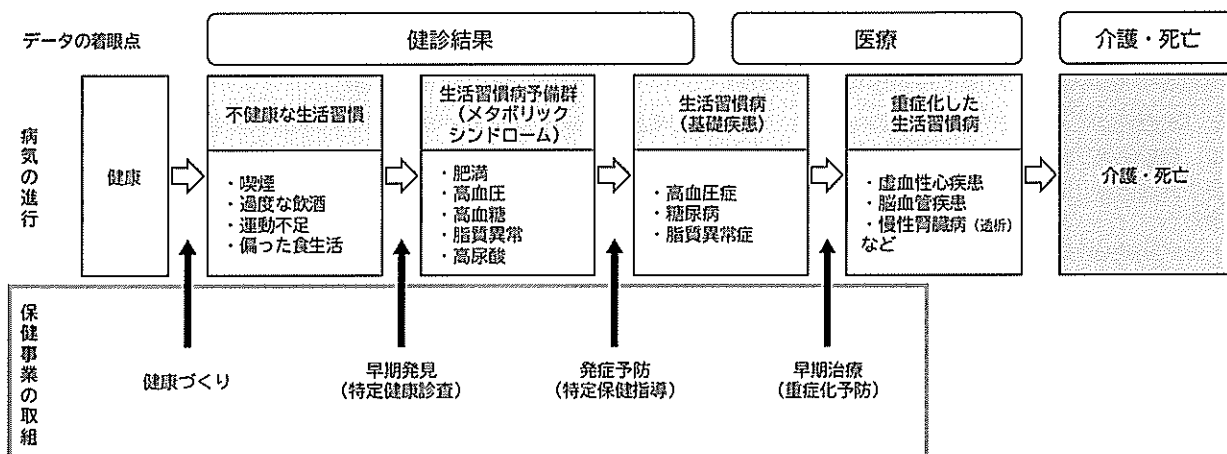 データの着眼点
健診結果
医療
介護・死亡
病気の進行
健康
不健康な生活習慣
・喫煙
・過度な飲酒
・運動不足
・偏った食生活
生活習慣病予備群
（メタボリック
シンドローム）
・肥満
・高血圧
・高血糖
・脂質異常
・高尿酸
生活習慣病
（基礎疾患）
・高血圧症
・糖尿病
・脂質異常症
重症化した
生活習慣病
・虚血性心疾患
・脳血管疾患
・慢性腎臓病（透析）
など
介護・死亡
保健事業の取組
健康づくり
早期発見
（特定健康診査）
発症予防
（特定保健指導）
早期治療
（重症化予防）